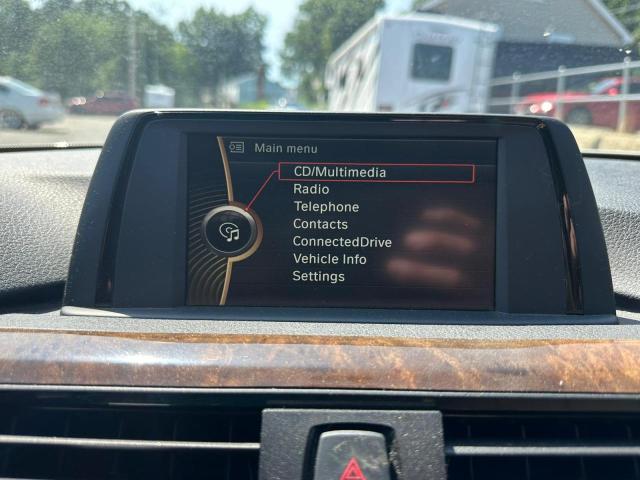 Main menu
CD/Multimedia
Radio
Telephone
Contacts
ConnectedDrive
Vehicle Info
Settings